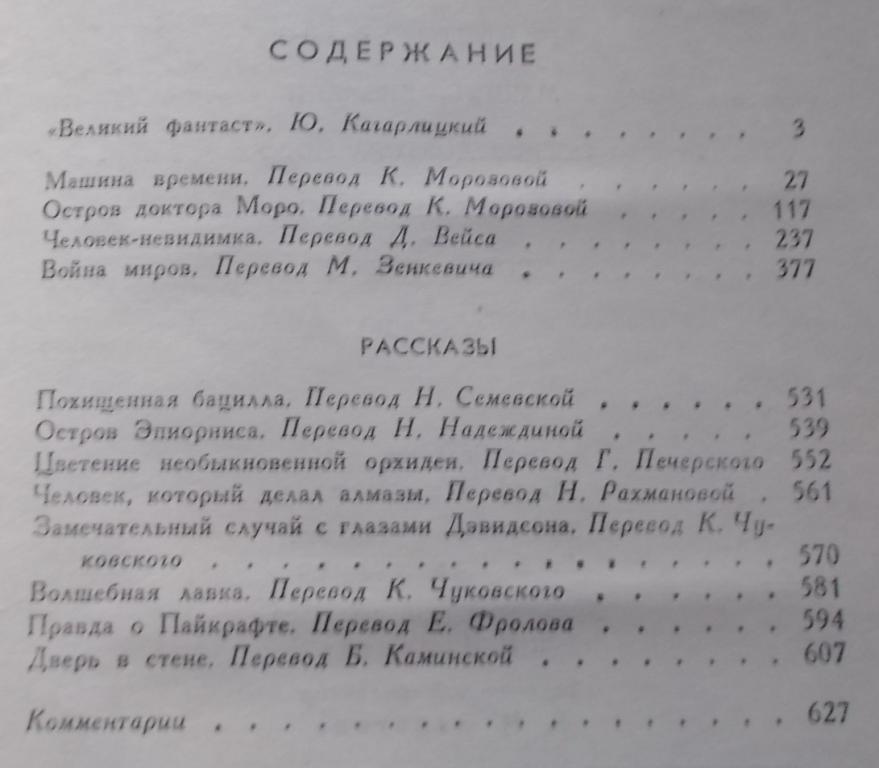 СОДЕРЖАНИЕ
«Великий фантаст». Ю. Кагарлицкий . . . . . . . . 3
Машина времени. Перевод К. Морозовой . . . . . . 27
Остров доктора Моро. Перевод К. Морозовой . . . . . 117
Человек-невидимка. Перевод Д. Вейса . . . . . . . 237
Война миров. Перевод М. Зенкевича . . . . . . . 377
РАССКАЗЫ
Похищенная бацилла. Перевод Н. Семевской . . . . . . 531
Остров Эпиорниса. Перевод Н. Надеждиной . . . . . 539
Цветение необыкновенной орхидеи. Перевод Г. Печерского 552
Человек, который делал алмазы. Перевод Н. Рахмановой . 561
Замечательный случай с глазами Дэвидсона. Перевод К. Чу-
ковского . . . . . . . . . . . . . . . . . 570
Волшебная лавка. Перевод К. Чуковского . . . . . . 581
Правда о Пайкрафте. Перевод Е. Фролова . . . . . . 594
Дверь в стене. Перевод Б. Каминской . . . . . . . . 607
Комментарии . . . . . . . . . . . . . . . . . 627